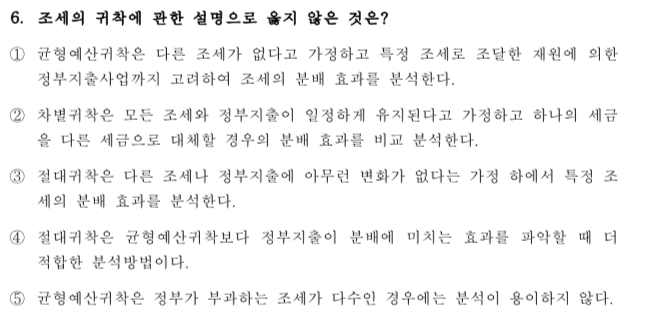 6. 조세의 귀착에 관한 설명으로 옳지 않은 것은?
① 균형예산귀착은 다른 조세가 없다고 가정하고 특정 조세로 조달한 재원에 의한
정부지출사업까지 고려하여 조세의 분배 효과를 분석한다.
② 차별귀착은 모든 조세와 정부지출이 일정하게 유지된다고 가정하고 하나의 세금
을 다른 세금으로 대체할 경우의 분배 효과를 비교 분석한다.
③ 절대귀착은 다른 조세나 정부지출에 아무런 변화가 없다는 가정 하에서 특정 조
세의 분배 효과를 분석한다.
④ 절대귀착은 균형예산귀착보다 정부지출이 분배에 미치는 효과를 파악할 때 더
적합한 분석방법이다.
⑤ 균형예산귀착은 정부가 부과하는 조세가 다수인 경우에는 분석이 용이하지 않다.